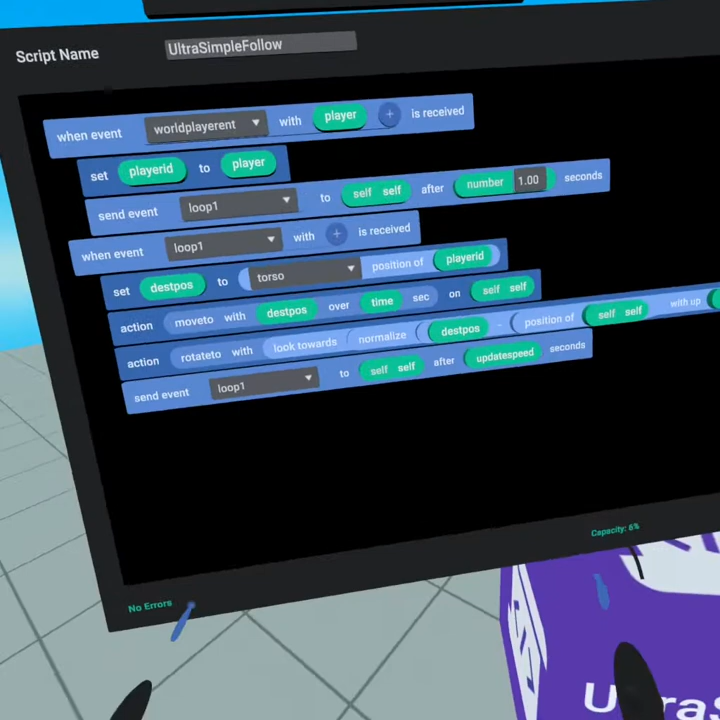 Script Name UltraSimpleFollow
when event worldplayerent with player + is received
set playerid to player
send event loop1 to self self after number 1.00 seconds
when event loop1 with + is received
set destpos to torso position of playerid
action moveto with destpos over time sec on self self
action rotateto with look towards normalize destpos - position of self self with up
send event loop1 to self self after updatespeed seconds
Capacity: 6%
No Errors